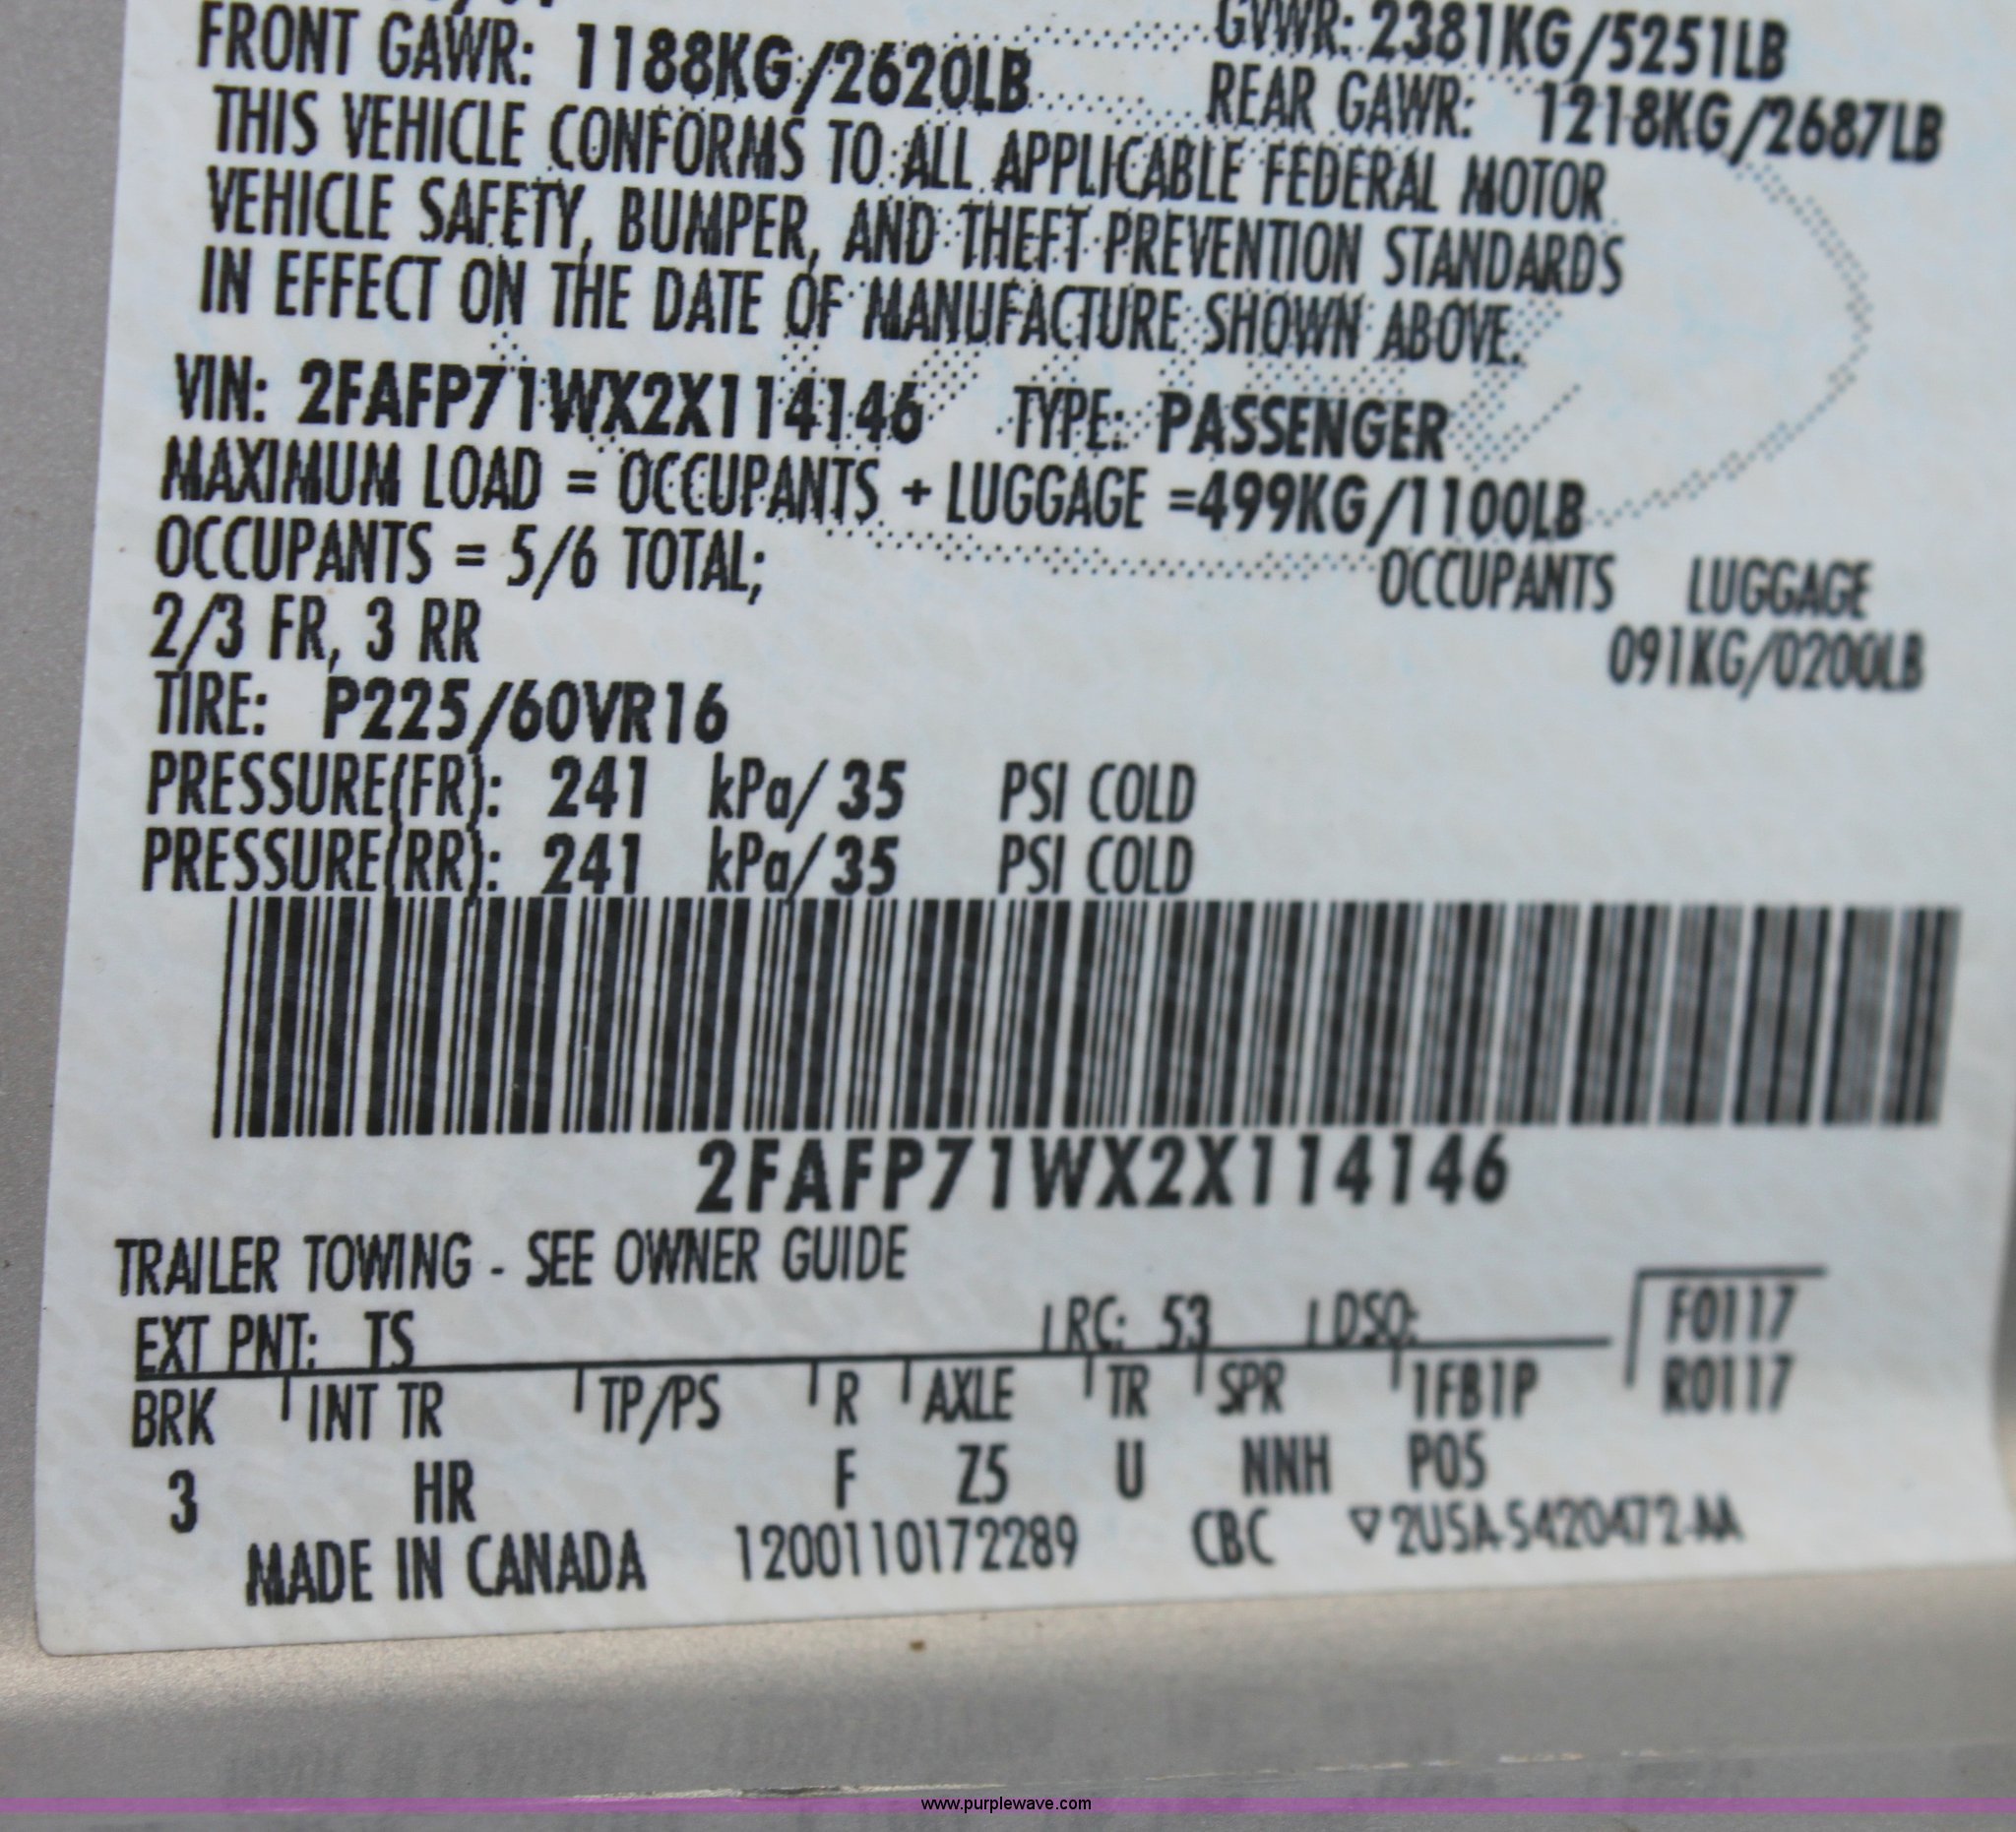 GVWR: 2381KG/5251LB
FRONT GAWR: 1188KG/2620LB REAR GAWR: 1218KG/2687LB
THIS VEHICLE CONFORMS TO ALL APPLICABLE FEDERAL MOTOR
VEHICLE SAFETY, BUMPER, AND THEFT PREVENTION STANDARDS
IN EFFECT ON THE DATE OF MANUFACTURE SHOWN ABOVE.
VIN: 2FAFP71WX2X114146 TYPE: PASSENGER
MAXIMUM LOAD = OCCUPANTS + LUGGAGE =499KG/1100LB
OCCUPANTS = 5/6 TOTAL; OCCUPANTS LUGGAGE
2/3 FR, 3 RR 091KG/0200LB
TIRE: P225/60VR16
PRESSURE(FR): 241 kPa/ 35 PSI COLD
PRESSURE(RR): 241 kPa/ 35 PSI COLD
2FAFP71WX2X114146
TRAILER TOWING - SEE OWNER GUIDE
EXT PNT: TS RC: 53 DSO: F0117
BRK INT TR TP/PS R AXLE TR SPR 1FB1P R0117
3 HR F Z5 U NNH P05
MADE IN CANADA 1200110172289 CBC ▽2USA-S420472-AA
www.purplewave.com